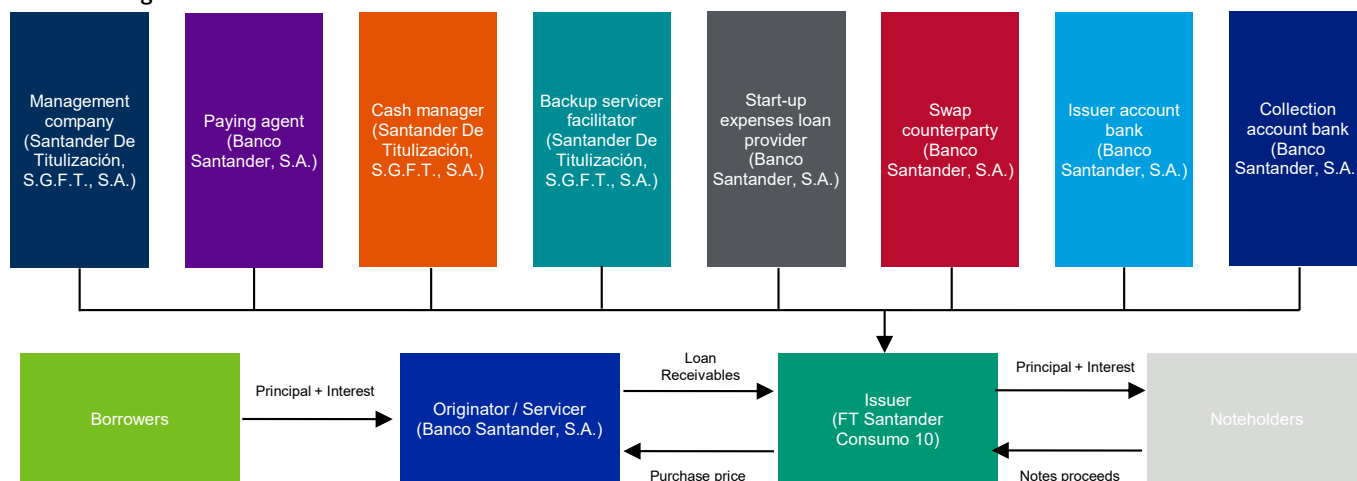 Management
company
(Santander De
Titulización,
S.G.F.T., S.A.)
Paying agent
(Banco
Santander, S.A.)
Cash manager
(Santander De
Titulización,
S.G.F.T., S.A.)
Backup servicer
facilitator
(Santander De
Titulización,
S.G.F.T., S.A.)
Start-up
expenses loan
provider
(Banco
Santander, S.A.)
Swap
counterparty
(Banco
Santander, S.A.)
Issuer account
bank
(Banco
Santander, S.A.)
Collection
account bank
(Banco
Santander, S.A.
Borrowers
Principal + Interest
Originator / Servicer
(Banco Santander, S.A.)
Loan
Receivables
Purchase price
Issuer
(FT Santander
Consumo 10)
Principal + Interest
Notes proceeds
Noteholders